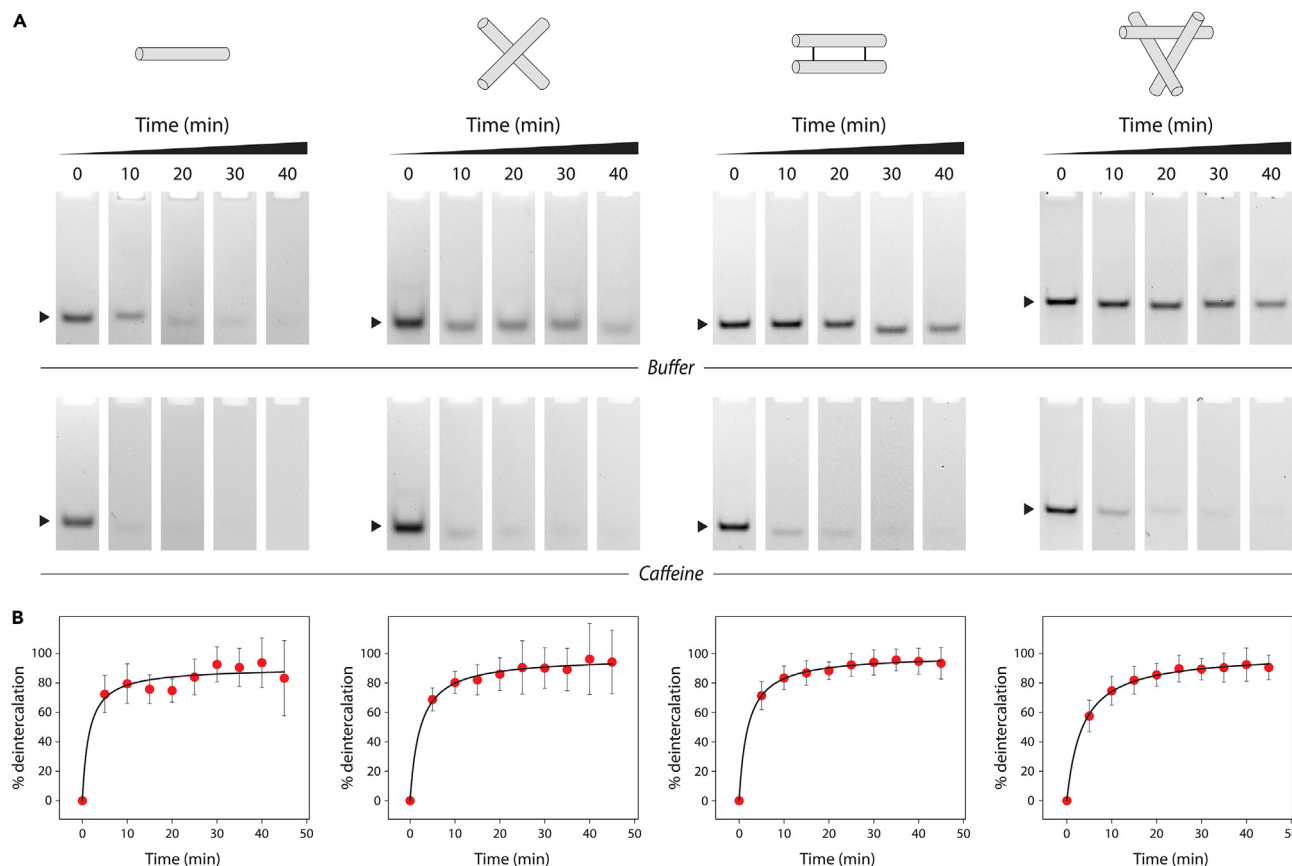 A
Time (min) Time (min) Time (min) Time (min)
0 10 20 30 40 0 10 20 30 40 0 10 20 30 40 0 10 20 30 40
Buffer
Caffeine
B
100 100 100 100
80 80 80 80
60 60 60 60
40 40 40 40
20 20 20 20
0 0 0 0
% deintercalation % deintercalation % deintercalation % deintercalation
0 10 20 30 40 50 0 10 20 30 40 50 0 10 20 30 40 50 0 10 20 30 40 50
Time (min) Time (min) Time (min) Time (min)